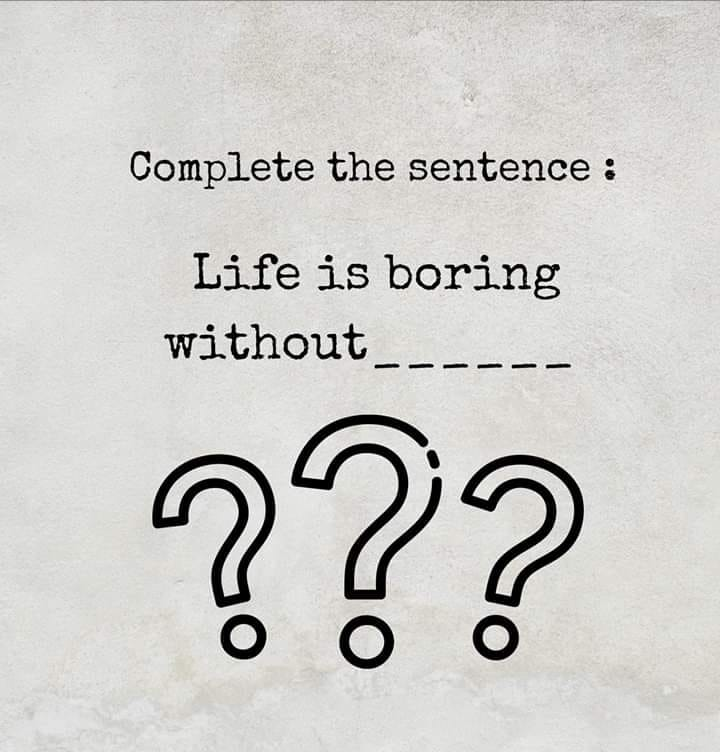 Complete the sentence :
Life is boring
without______
???